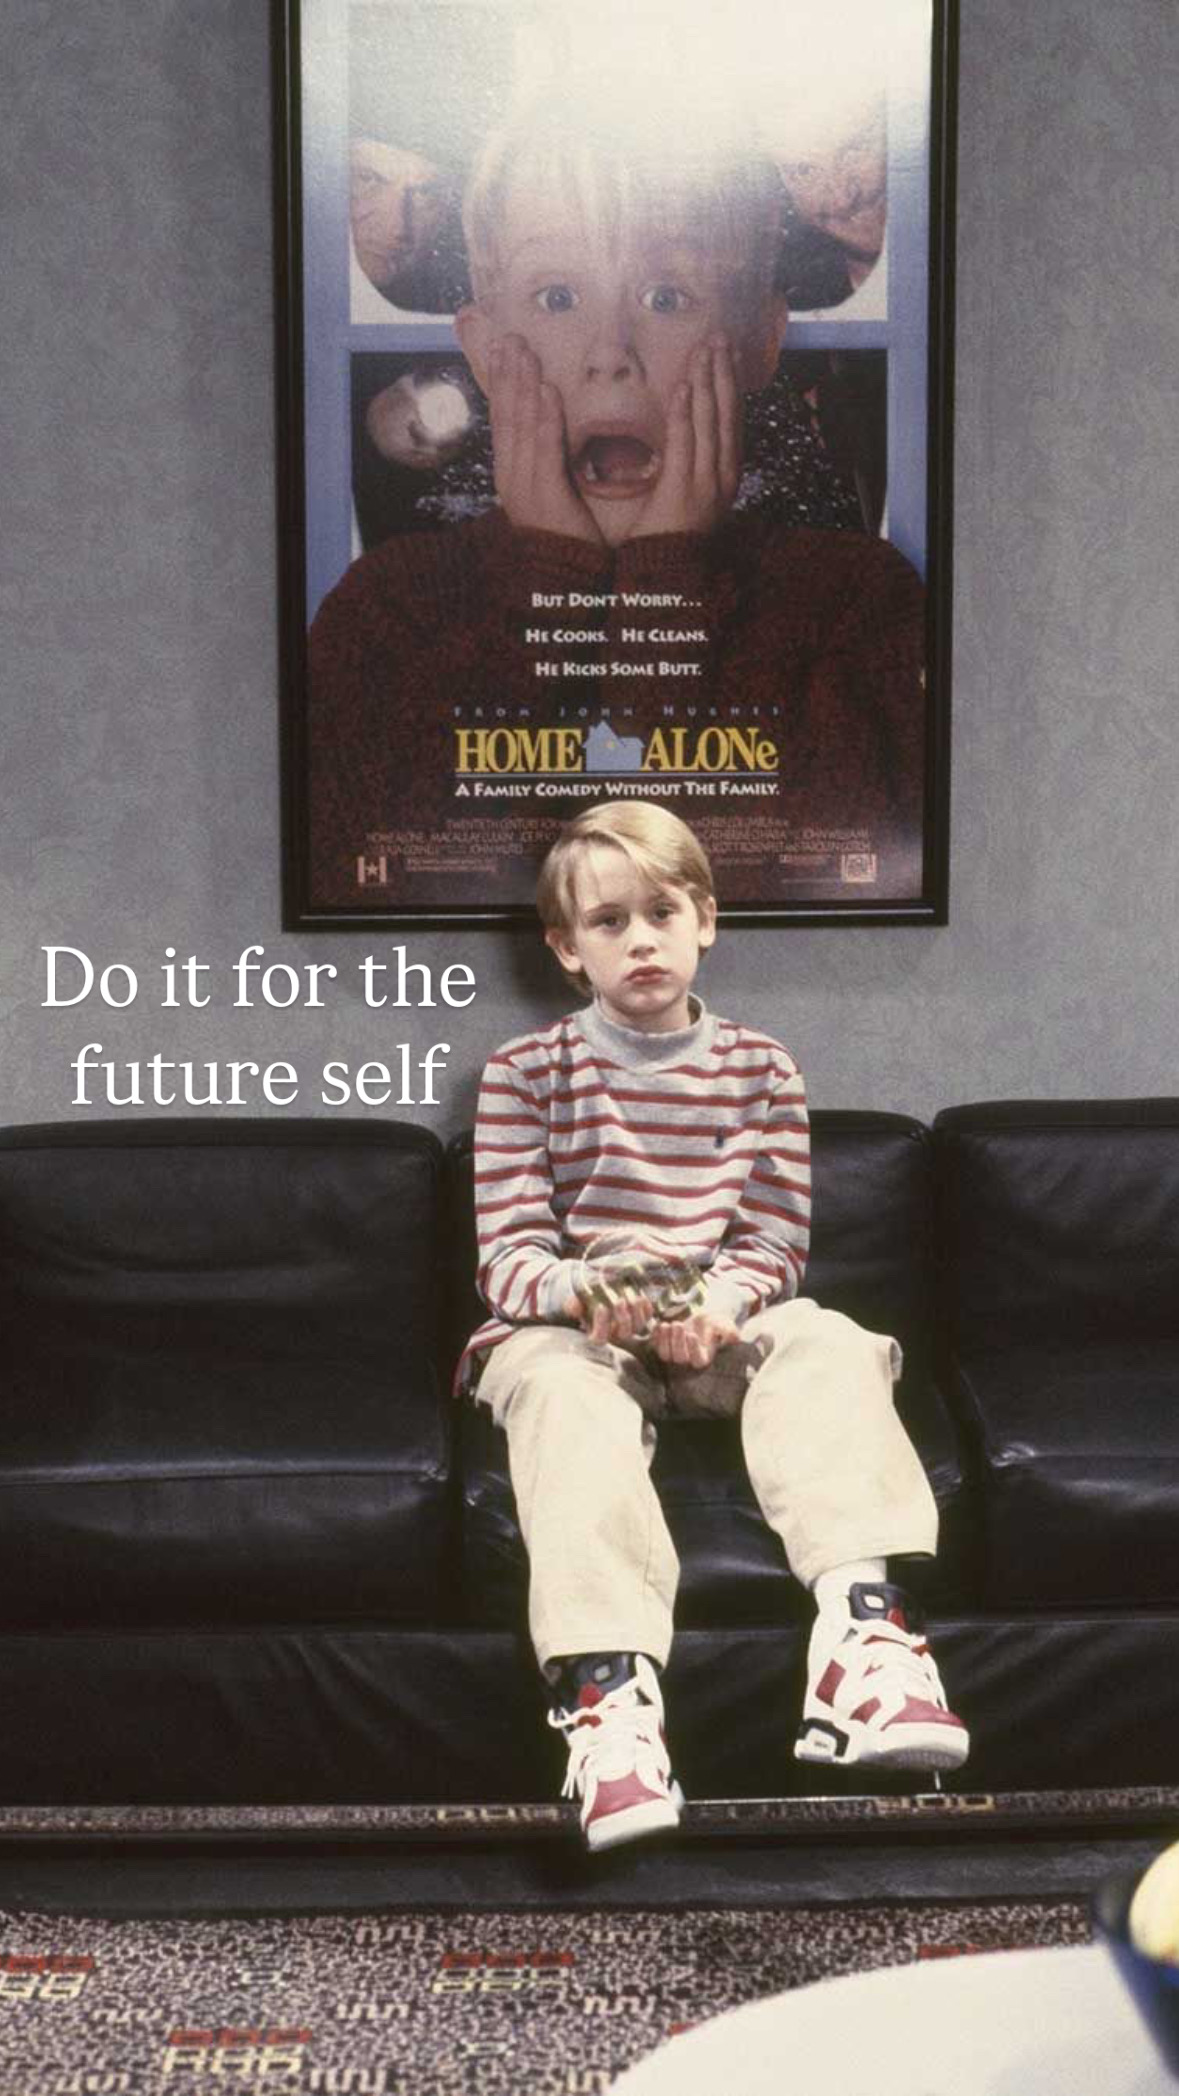 BUT DON'T WORRY...
HE COOKS. HE CLEANS.
HE KICKS SOME BUTT.
FROM JOHN HUGHES
HOME ALONe
A FAMILY COMEDY WITHOUT THE FAMILY.
Do it for the
future self